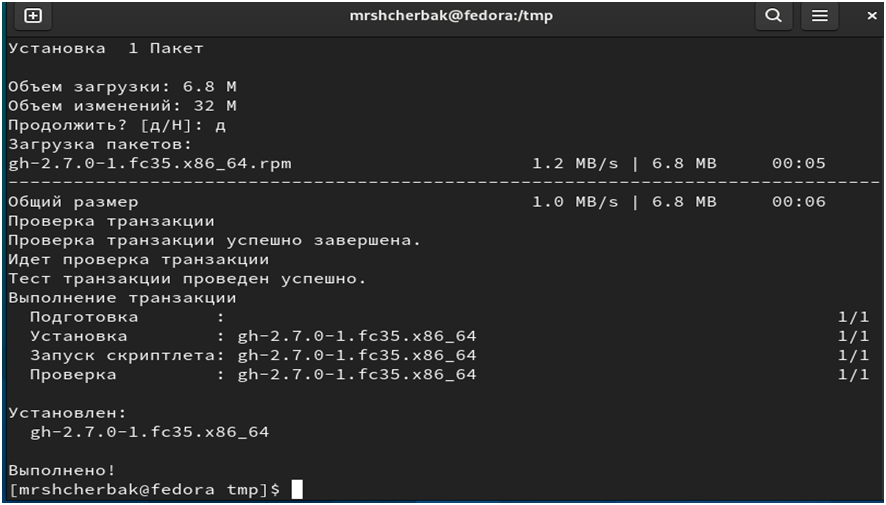 mrshcherbak@fedora:/tmp
Установка  1 Пакет
Объем загрузки: 6.8 M
Объем изменений: 32 M
Продолжить? [д/Н]: д
Загрузка пакетов:
gh-2.7.0-1.fc35.x86_64.rpm                      1.2 MB/s | 6.8 MB     00:05
--------------------------------------------------------------------------------
Общий размер                                    1.0 MB/s | 6.8 MB     00:06
Проверка транзакции
Проверка транзакции успешно завершена.
Идет проверка транзакции
Тест транзакции проведен успешно.
Выполнение транзакции
  Подготовка       :                                                        1/1
  Установка        : gh-2.7.0-1.fc35.x86_64                                 1/1
  Запуск скриптлета: gh-2.7.0-1.fc35.x86_64                                 1/1
  Проверка         : gh-2.7.0-1.fc35.x86_64                                 1/1
Установлен:
  gh-2.7.0-1.fc35.x86_64
Выполнено!
[mrshcherbak@fedora tmp]$